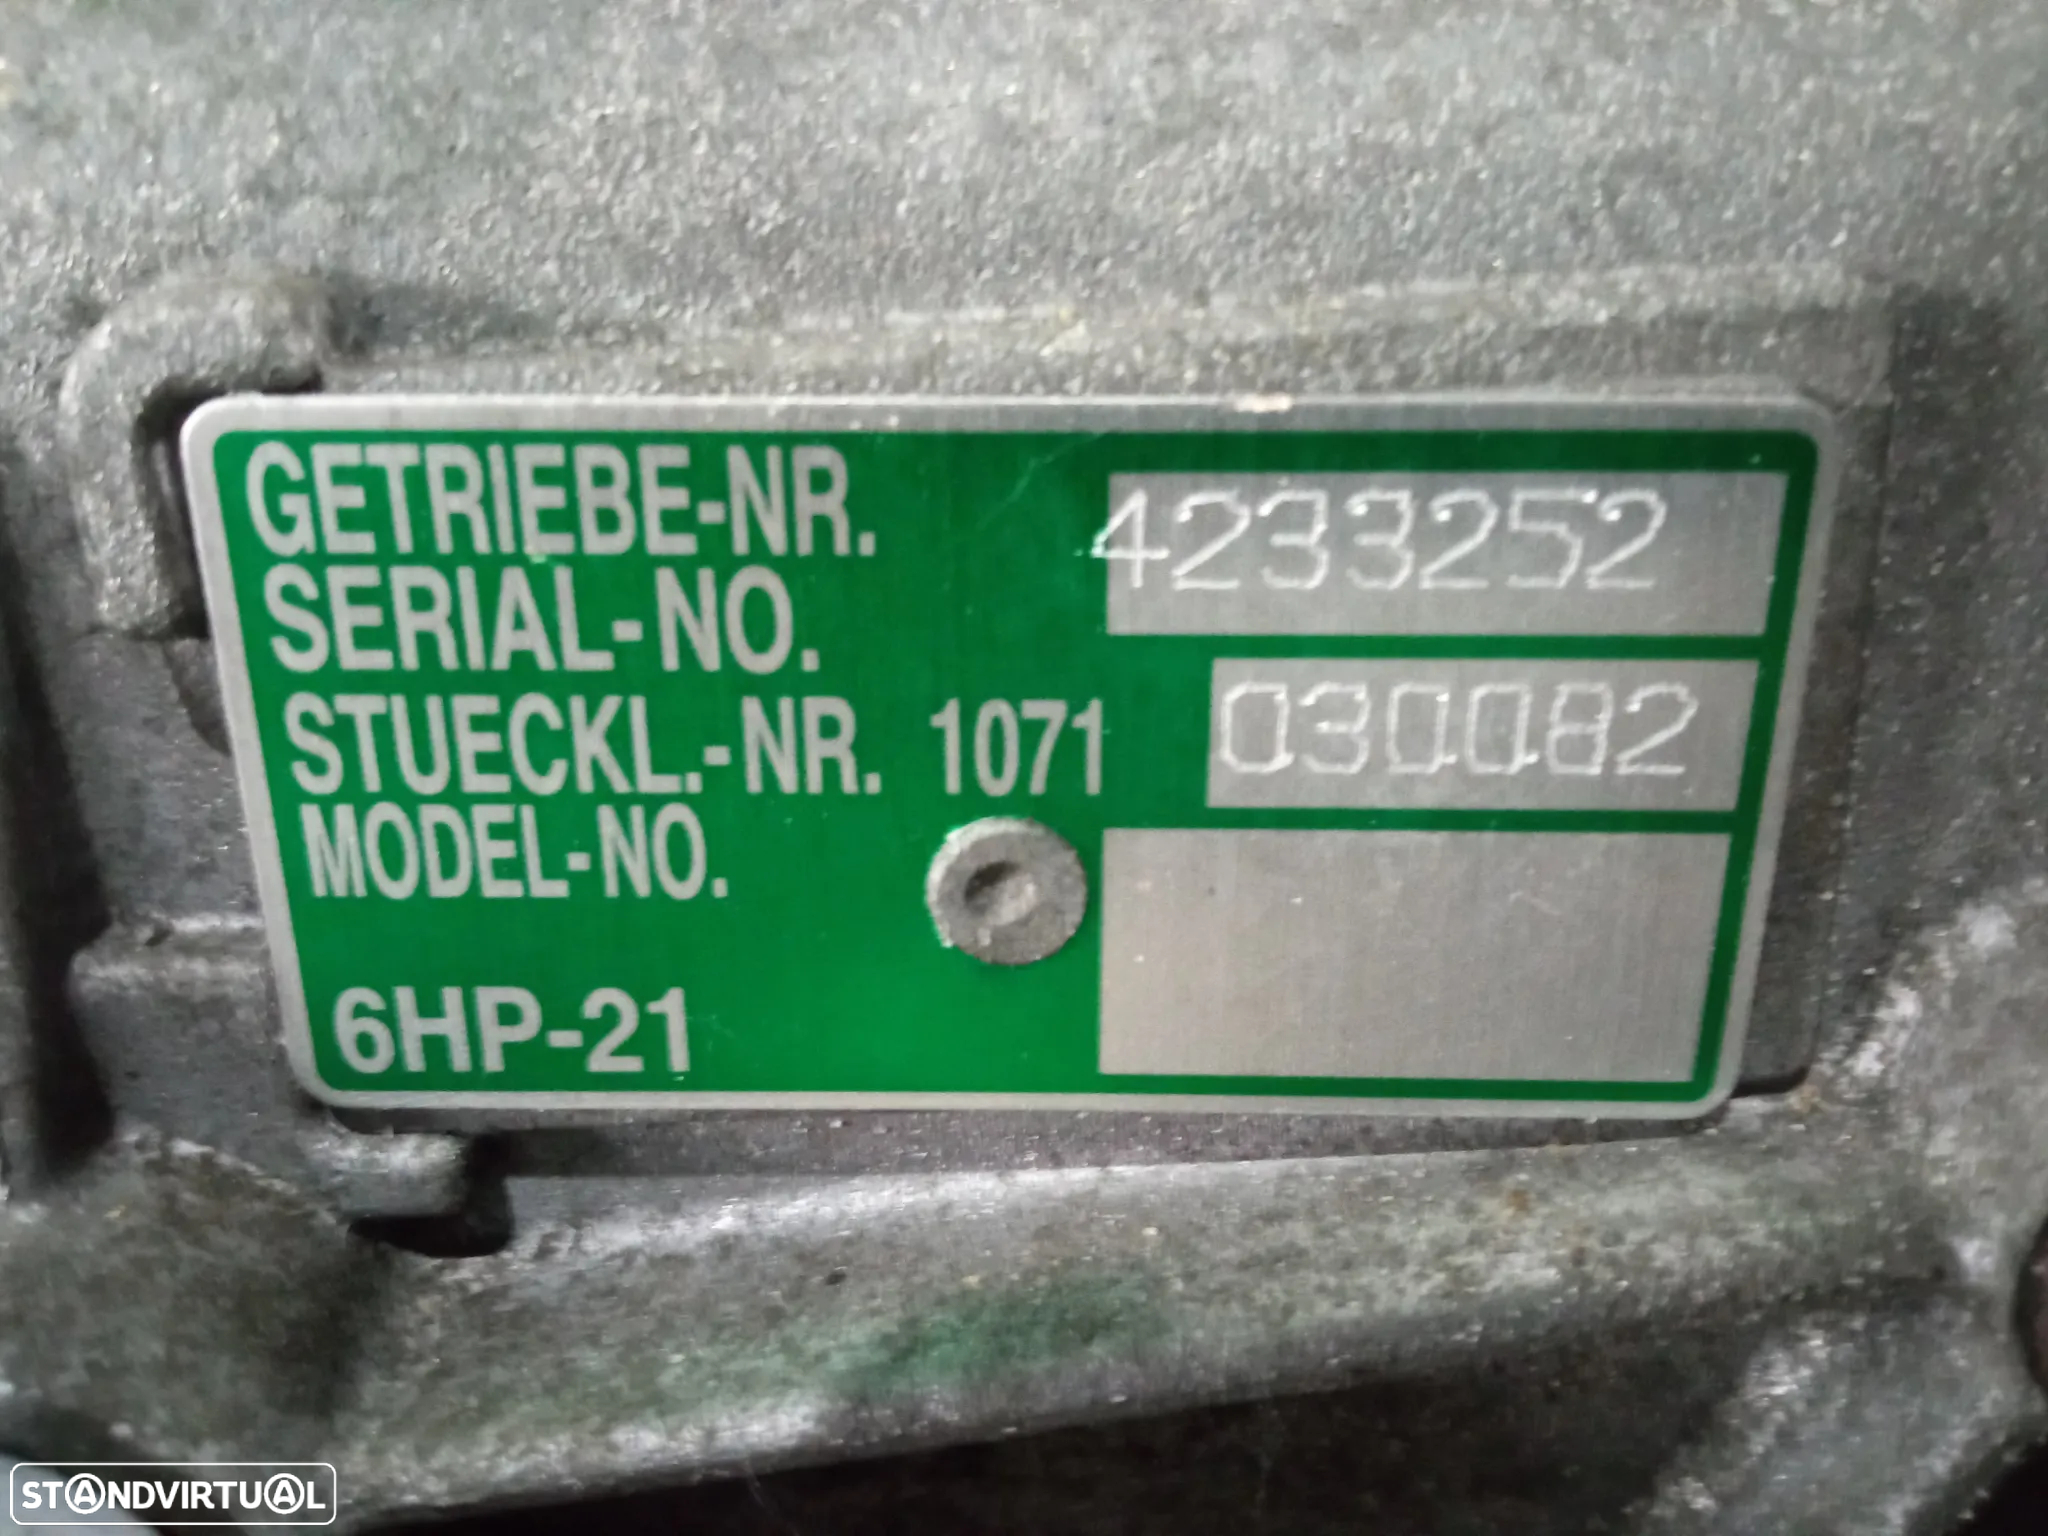 GETRIEBE-NR. 4233252
SERIAL-NO.
STUECKL.-NR. 1071 030082
MODEL-NO.
6HP-21
STANDVIRTUAL